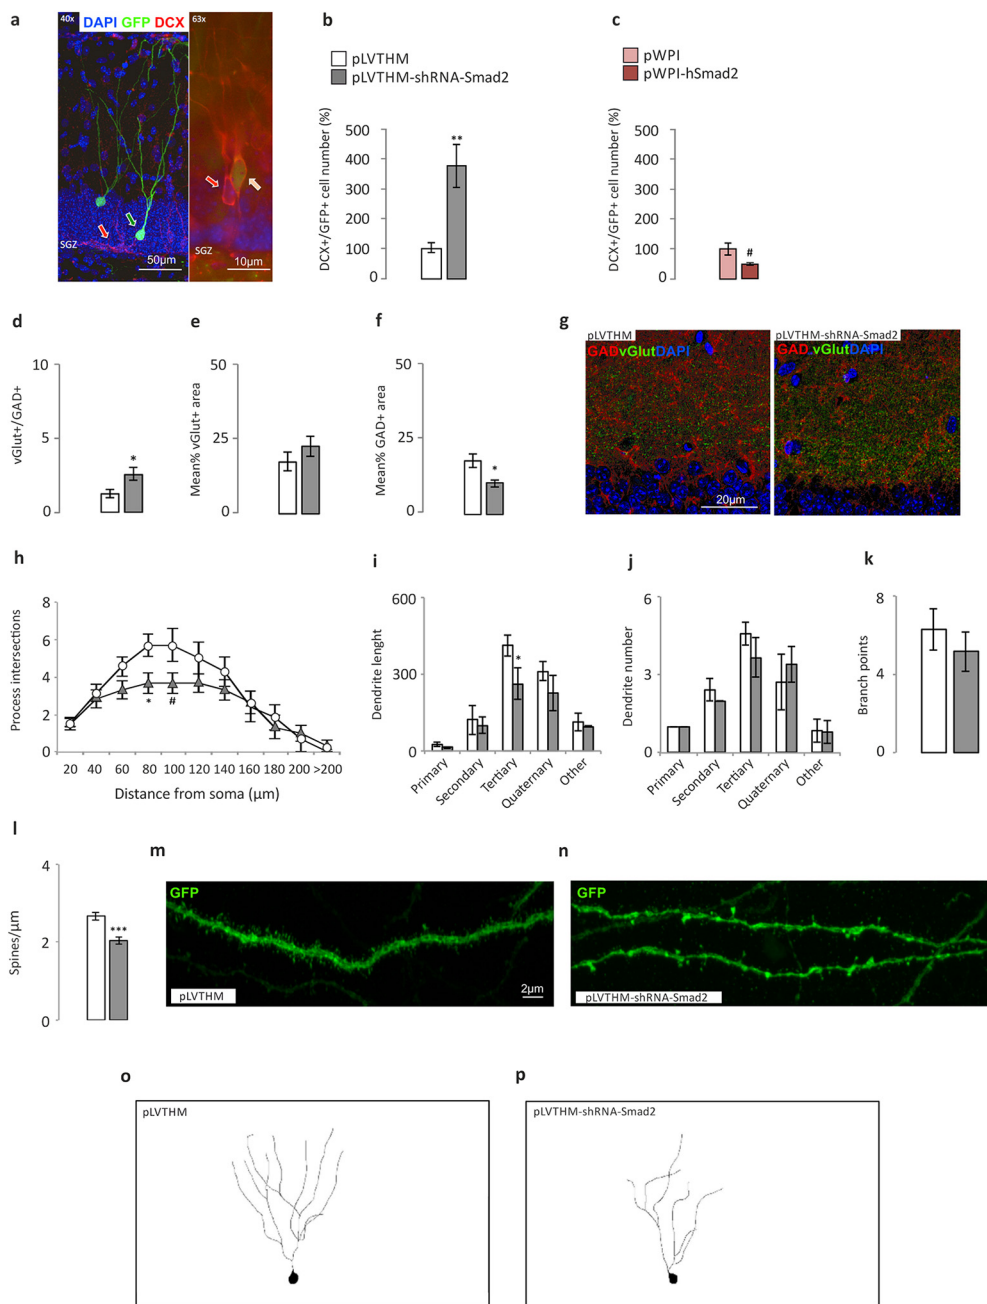 a
40x
DAPI GFP DCX
63x
SGZ
50µm
SGZ
10µm
b
pLVTHM
pLVTHM-shRNA-Smad2
DCX+/GFP+ cell number (%)
500
400
300
200
100
0
**
c
pWPI
pWPI-hSmad2
DCX+/GFP+ cell number (%)
500
400
300
200
100
0
#
d
vGlut+/GAD+
10
5
0
*
e
Mean% vGlut+ area
50
25
0
f
Mean% GAD+ area
50
25
0
*
g
pLVTHM
GAD vGlut DAPI
20µm
pLVTHM-shRNA-Smad2
GAD vGlut DAPI
h
Process intersections
8
6
4
2
0
* #
20 40 60 80 100 120 140 160 180 200 >200
Distance from soma (µm)
i
Dendrite lenght
600
300
0
*
Primary
Secondary
Tertiary
Quaternary
Other
j
Dendrite number
6
3
0
Primary
Secondary
Tertiary
Quaternary
Other
k
Branch points
8
4
0
l
Spines/µm
4
2
0
***
m
GFP
pLVTHM
2µm
n
GFP
pLVTHM-shRNA-Smad2
o
pLVTHM
p
pLVTHM-shRNA-Smad2